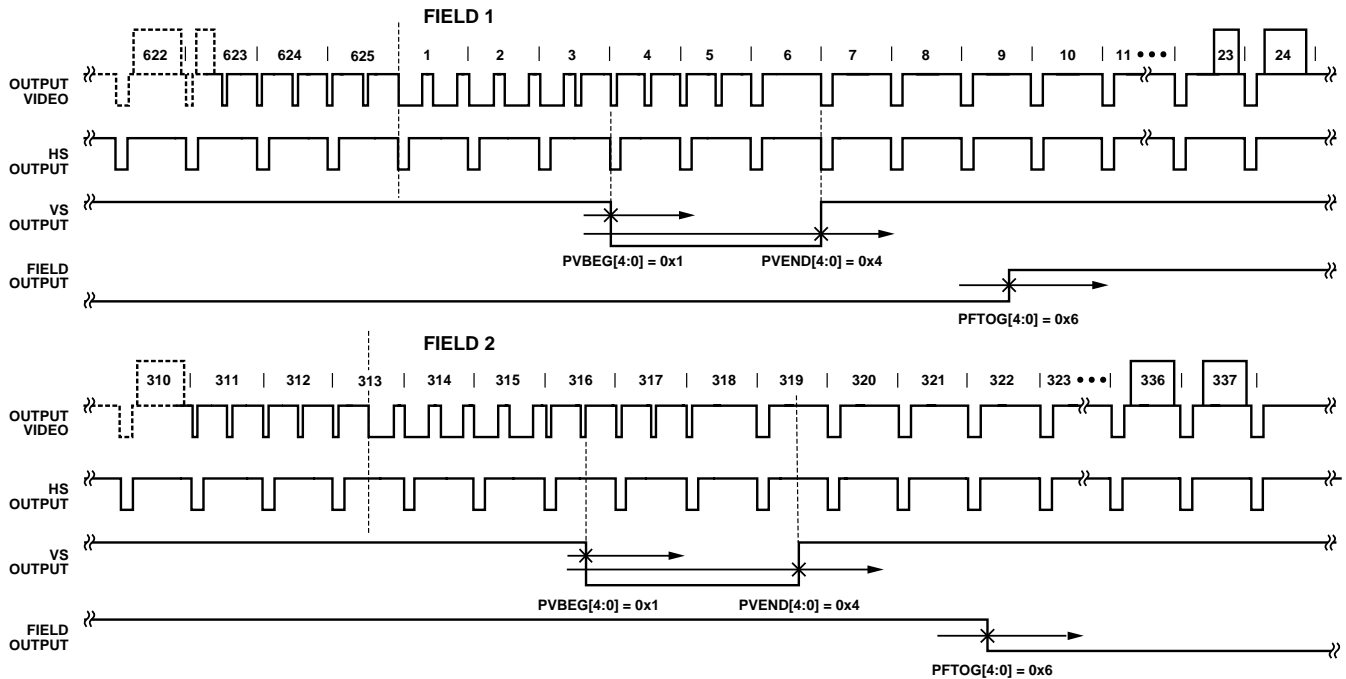 FIELD 1
622 623 624 625 1 2 3 4 5 6 7 8 9 10 11 ••• 23 24
OUTPUT
VIDEO
HS
OUTPUT
VS
OUTPUT
PVBEG[4:0] = 0x1 PVEND[4:0] = 0x4
FIELD
OUTPUT
PFTOG[4:0] = 0x6
FIELD 2
310 311 312 313 314 315 316 317 318 319 320 321 322 323 ••• 336 337
OUTPUT
VIDEO
HS
OUTPUT
VS
OUTPUT
PVBEG[4:0] = 0x1 PVEND[4:0] = 0x4
FIELD
OUTPUT
PFTOG[4:0] = 0x6